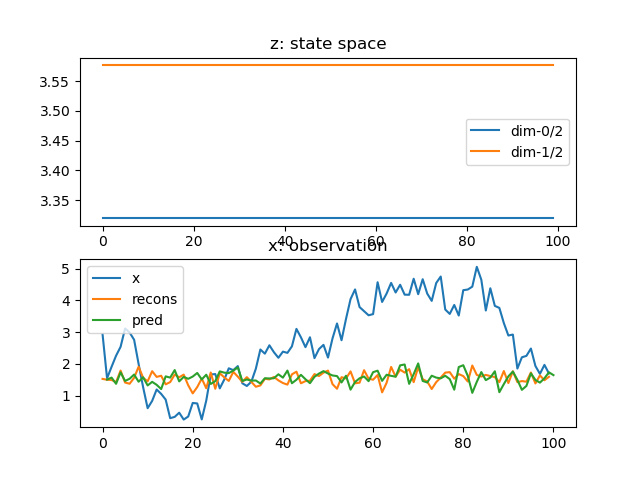 z: state space
3.55
3.50
3.45
3.40
3.35
dim-0/2
dim-1/2
0 20 40 60 80 100
x: observation
5
4
3
2
1
x
recons
pred
0 20 40 60 80 100